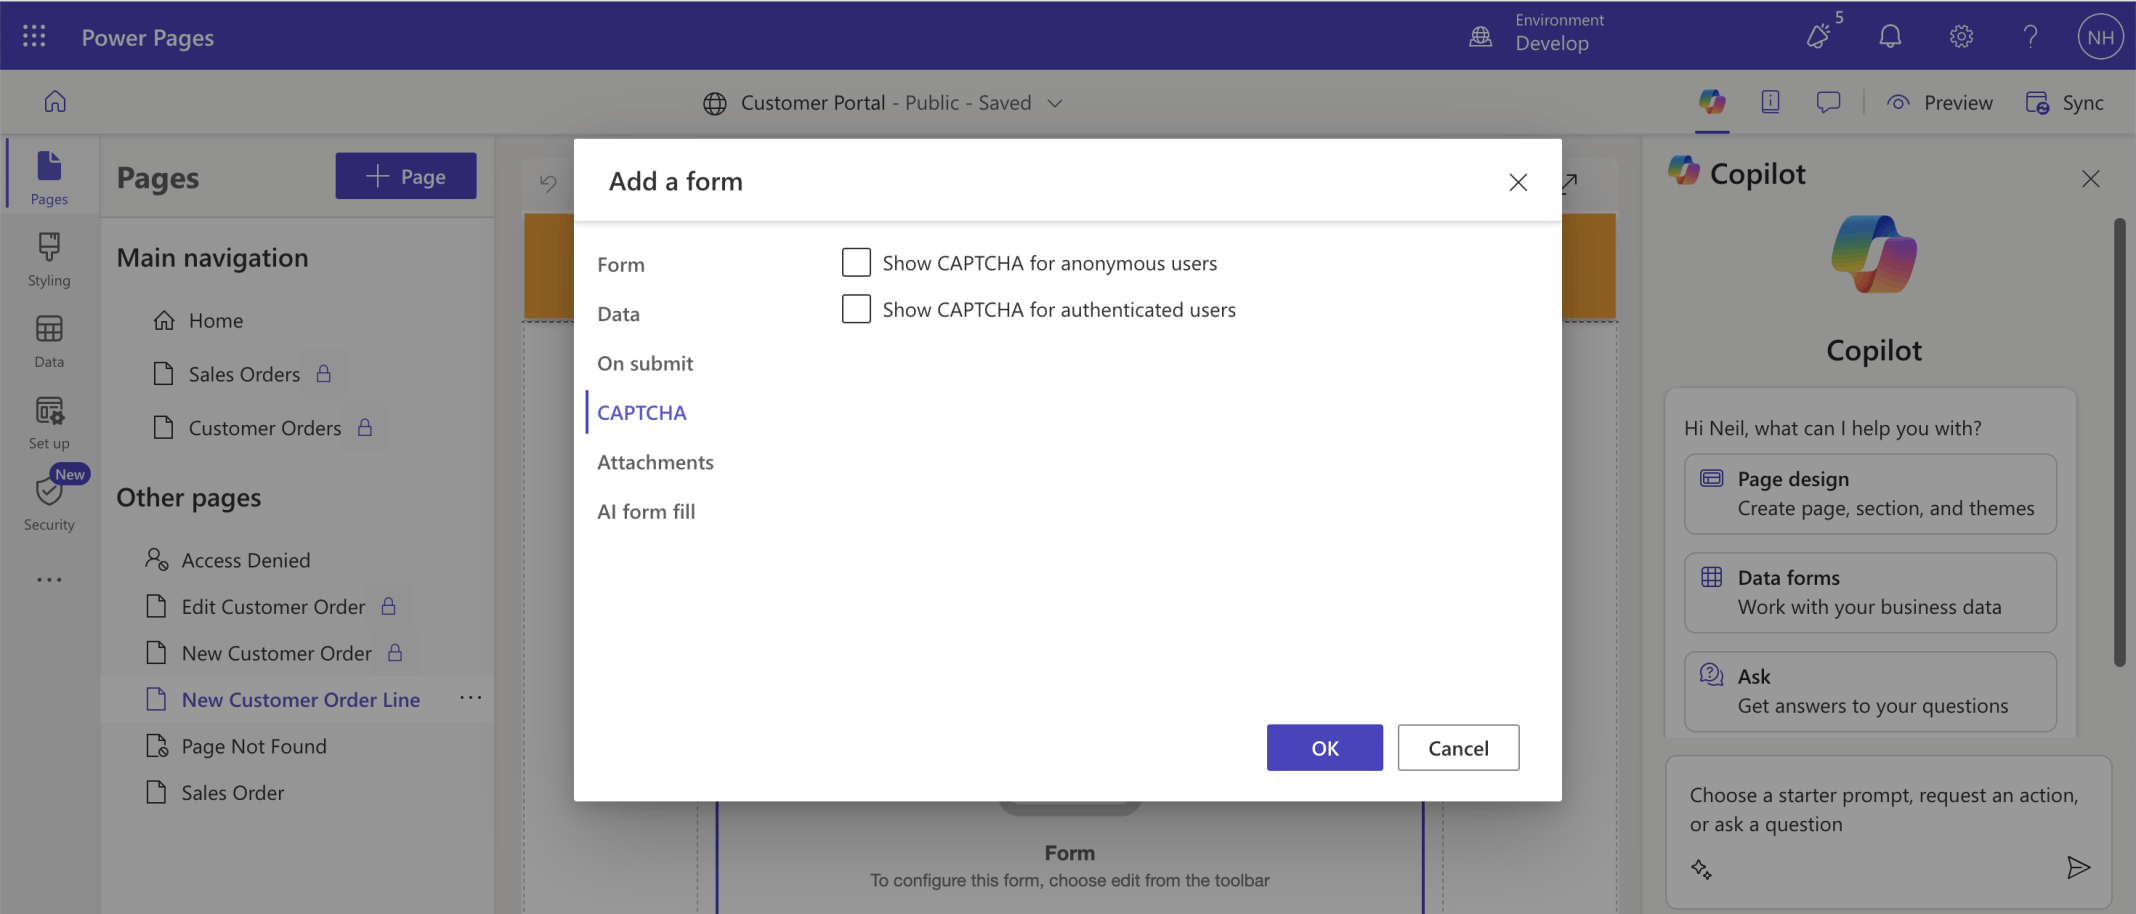 Power Pages
Environment
Develop
5
NH
Customer Portal - Public - Saved
Preview
Sync
Pages
Styling
Data
Set up
New
Security
Pages
Page
Main navigation
Home
Sales Orders
Customer Orders
Other pages
Access Denied
Edit Customer Order
New Customer Order
New Customer Order Line
Page Not Found
Sales Order
Add a form
Form
Data
On submit
CAPTCHA
Attachments
AI form fill
Show CAPTCHA for anonymous users
Show CAPTCHA for authenticated users
OK
Cancel
Form
To configure this form, choose edit from the toolbar
Copilot
Copilot
Hi Neil, what can I help you with?
Page design
Create page, section, and themes
Data forms
Work with your business data
Ask
Get answers to your questions
Choose a starter prompt, request an action,
or ask a question